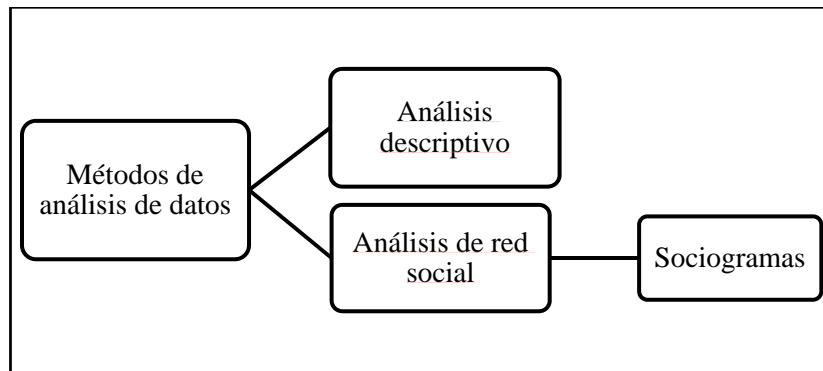 Métodos de
análisis de datos
Análisis
descriptivo
Análisis de red
social
Sociogramas